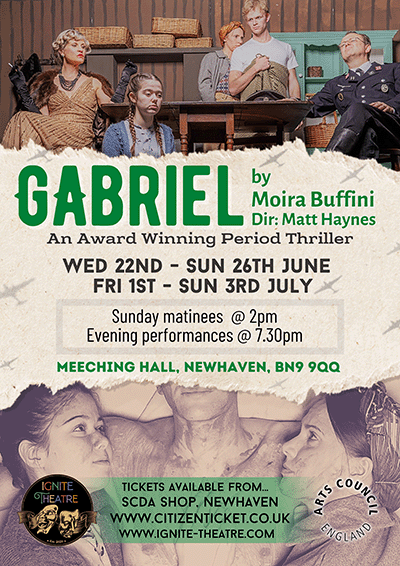 GABRIEL
by
Moira Buffini
Dir: Matt Haynes
An Award Winning Period Thriller
WED 22ND - SUN 26TH JUNE
FRI 1ST - SUN 3RD JULY
Sunday matinees @ 2pm
Evening performances @ 7.30pm
MEECHING HALL, NEWHAVEN, BN9 9QQ
IGNITE
THEATRE
TICKETS AVAILABLE FROM...
SCDA SHOP, NEWHAVEN
WWW.CITIZENTICKET.CO.UK
WWW.IGNITE-THEATRE.COM
ARTS COUNCIL
ENGLAND